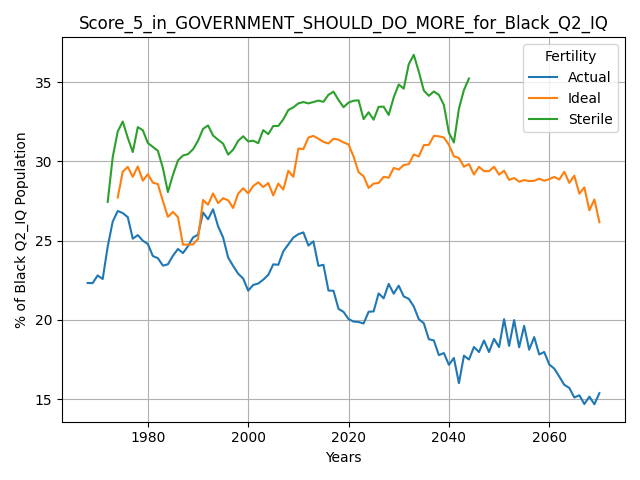 Score_5_in_GOVERNMENT_SHOULD_DO_MORE_for_Black_Q2_IQ
Fertility
Actual
Ideal
Sterile
% of Black Q2_IQ Population
35
30
25
20
15
1980
2000
2020
2040
2060
Years